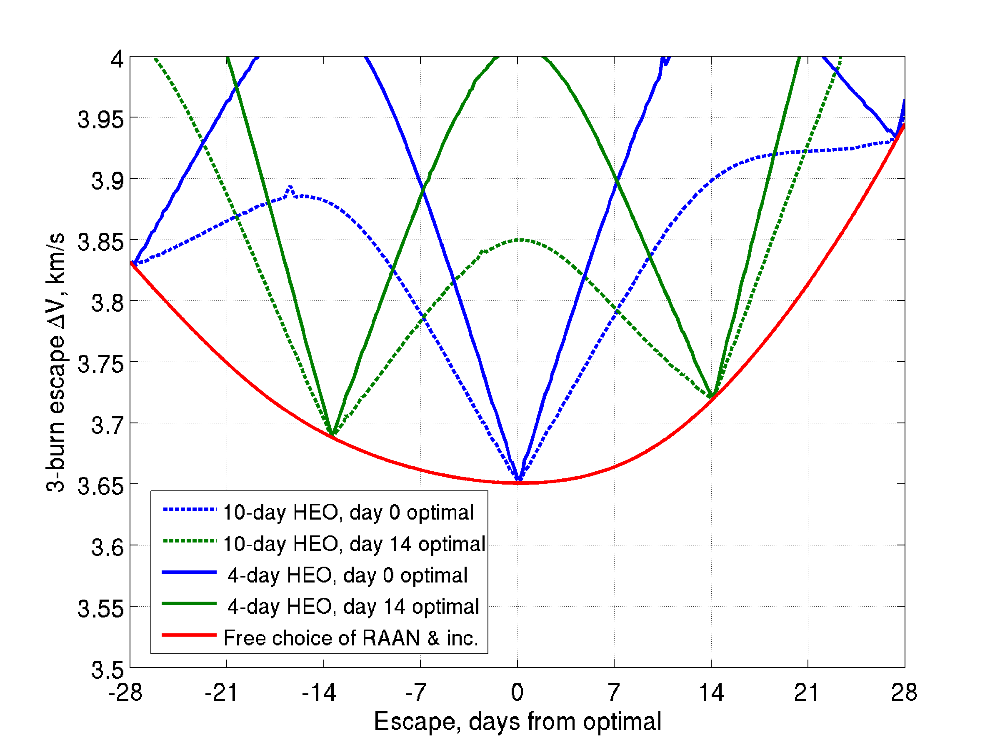 4
3.95
3.9
3.85
3.8
3.75
3.7
3.65
3.6
3.55
3.5
3-burn escape ΔV, km/s
10-day HEO, day 0 optimal
10-day HEO, day 14 optimal
4-day HEO, day 0 optimal
4-day HEO, day 14 optimal
Free choice of RAAN & inc.
-28 -21 -14 -7 0 7 14 21 28
Escape, days from optimal